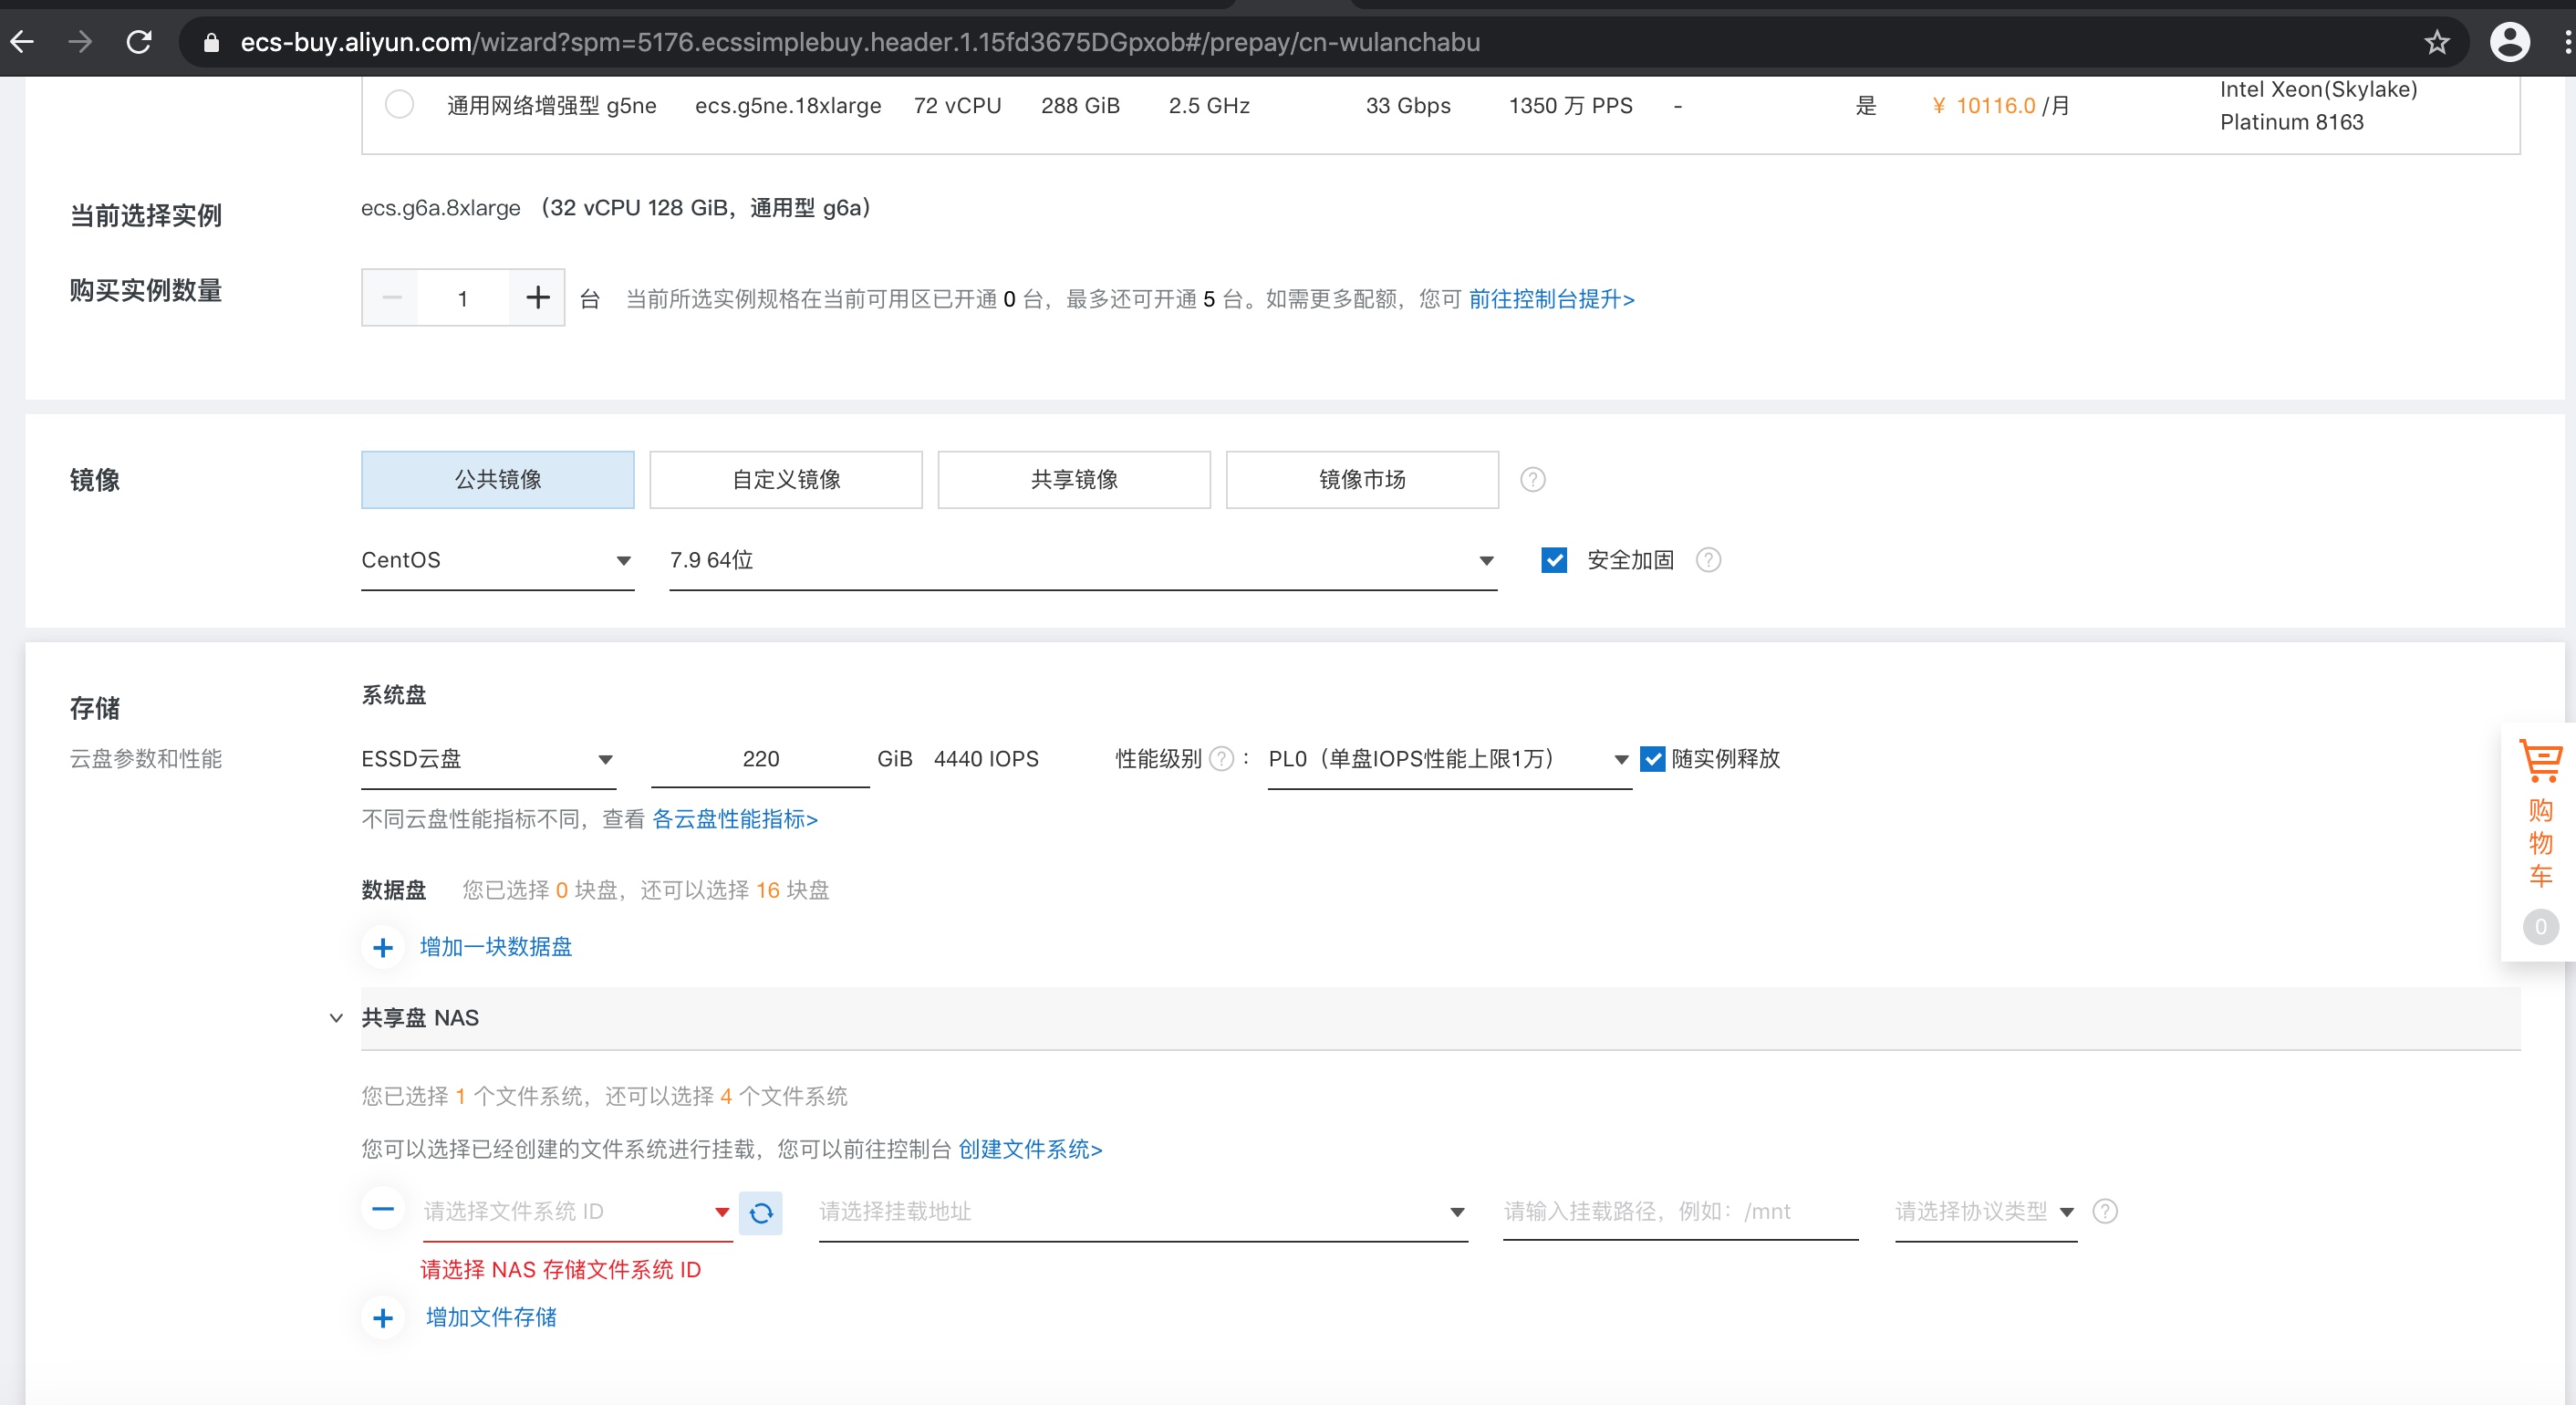 ecs-buy.aliyun.com/wizard?spm=5176.ecssimplebuy.header.1.15fd3675DGpxob#/prepay/cn-wulanchabu
通用网络增强型 g5ne ecs.g5ne.18xlarge 72 vCPU 288 GiB 2.5 GHz 33 Gbps 1350 万 PPS - 是 ¥ 10116.0 /月 Intel Xeon(Skylake)
Platinum 8163
当前选择实例 ecs.g6a.8xlarge （32 vCPU 128 GiB，通用型 g6a）
购买实例数量 1 台 当前所选实例规格在当前可用区已开通 0 台，最多还可开通 5 台。如需更多配额，您可 前往控制台提升>
镜像 公共镜像 自定义镜像 共享镜像 镜像市场 ?
CentOS 7.9 64位 安全加固 ?
存储 系统盘
云盘参数和性能 ESSD云盘 220 GiB 4440 IOPS 性能级别 ? ： PL0（单盘IOPS性能上限1万） 随实例释放
不同云盘性能指标不同，查看 各云盘性能指标>
数据盘 您已选择 0 块盘，还可以选择 16 块盘
增加一块数据盘
共享盘 NAS
您已选择 1 个文件系统，还可以选择 4 个文件系统
您可以选择已经创建的文件系统进行挂载，您可以前往控制台 创建文件系统>
请选择文件系统 ID 请选择挂载地址 请输入挂载路径，例如：/mnt 请选择协议类型 ?
请选择 NAS 存储文件系统 ID
增加文件存储
购
物
车
0